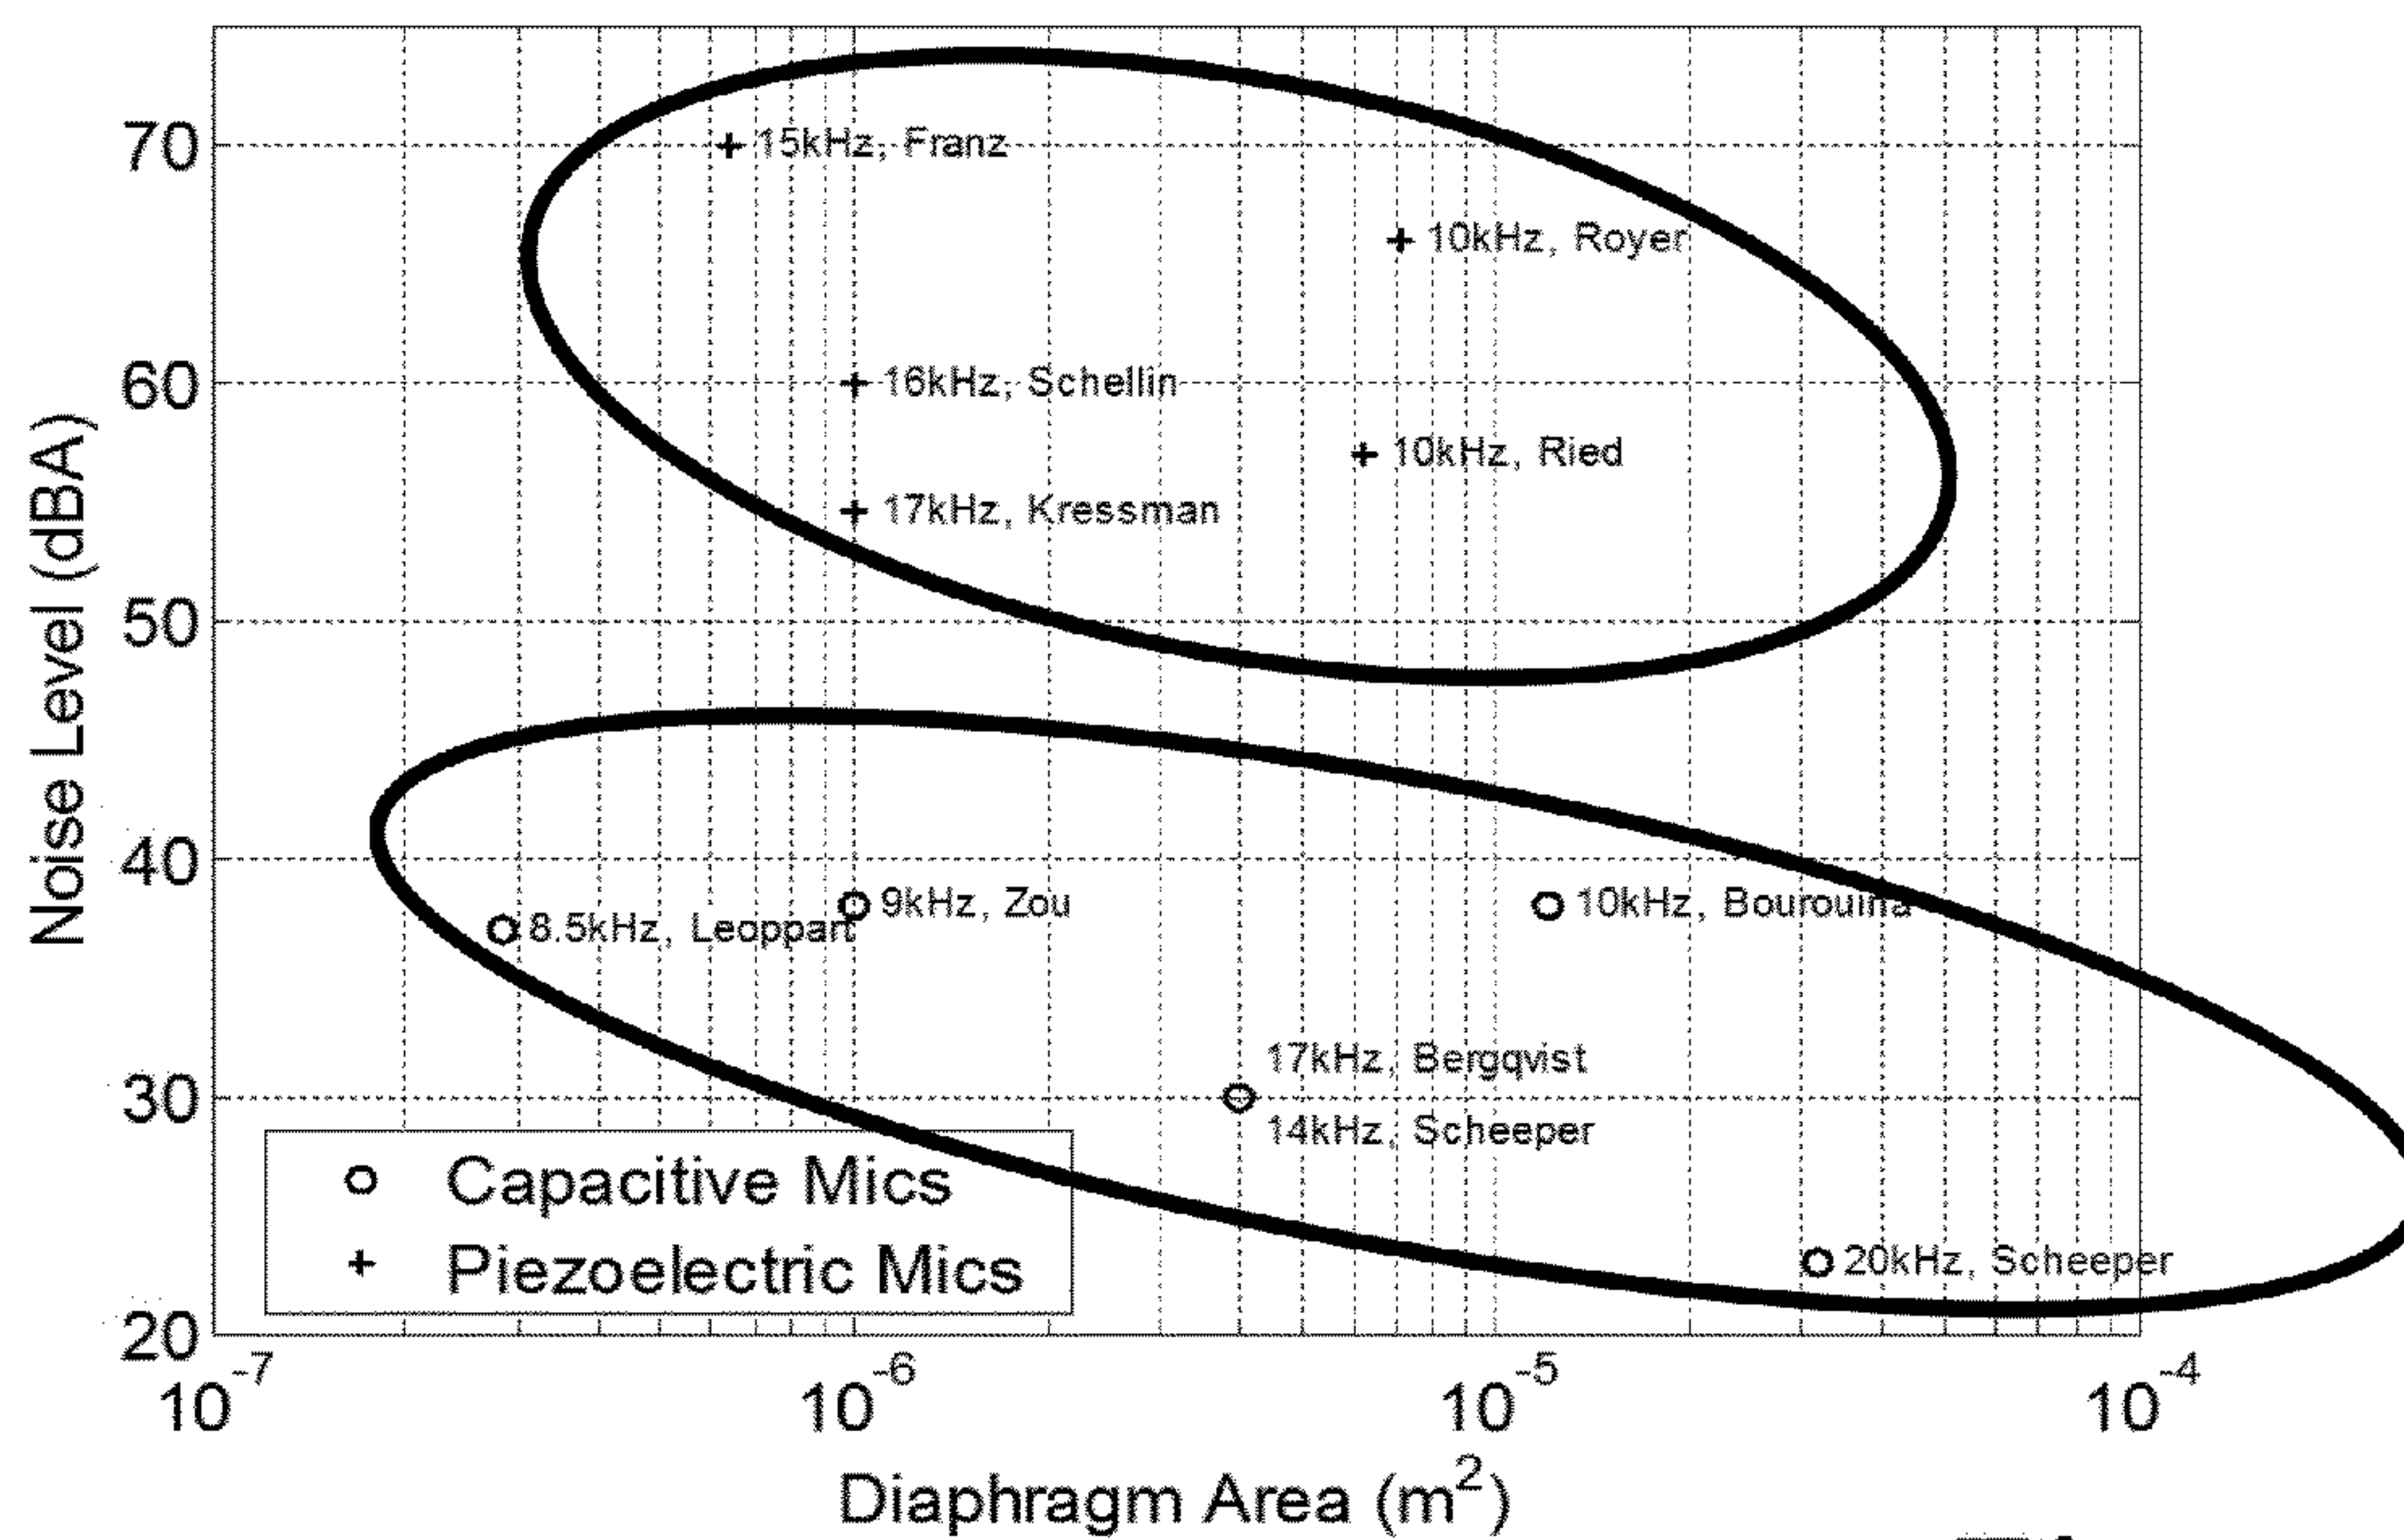 70
15kHz, Franz
10kHz, Royer
60
16kHz, Schellin
10kHz, Ried
17kHz, Kressman
50
Noise Level (dBA)
40
9kHz, Zou
10kHz, Bourouina
8.5kHz, Leoppart
17kHz, Bergqvist
30
14kHz, Scheeper
Capacitive Mics
20kHz, Scheeper
Piezoelectric Mics
20
10^-7
10^-6
10^-5
10^-4
Diaphragm Area (m^2)